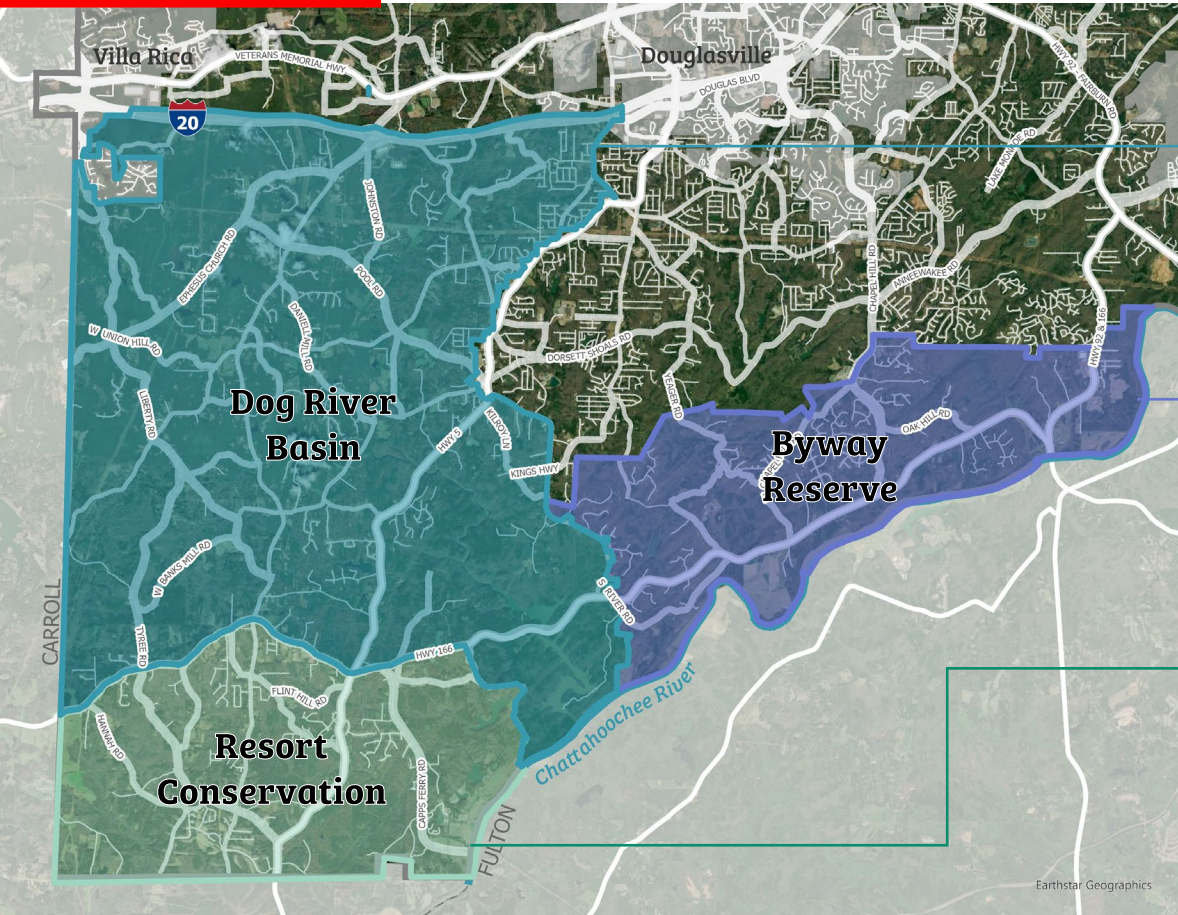 Villa Rica
VETERANS MEMORIAL HWY
Douglasville
DOUGLAS BLVD
HWY 92 - FAIRBURN RD
20
LAKE MONROE RD
JOHNSTON RD
EPHESUS CHURCH RD
POOL RD
CHAPEL HILL RD
ANNEEWAKEE RD
DANIELL MILL RD
W UNION HILL RD
DORSETT SHOALS RD
HWY 92 & 166
YEAGER RD
LIBERTY RD
Dog River
Basin
HWY 5
KILROY LN
KINGS HWY
OAK HILL RD
Byway
Reserve
W BANKS MILL RD
S RIVER RD
CARROLL
TYREE RD
HWY 166
FLINT HILL RD
HANNAH RD
Resort
Conservation
CAPPS FERRY RD
Chattahoochee River
FULTON
Earthstar Geographics